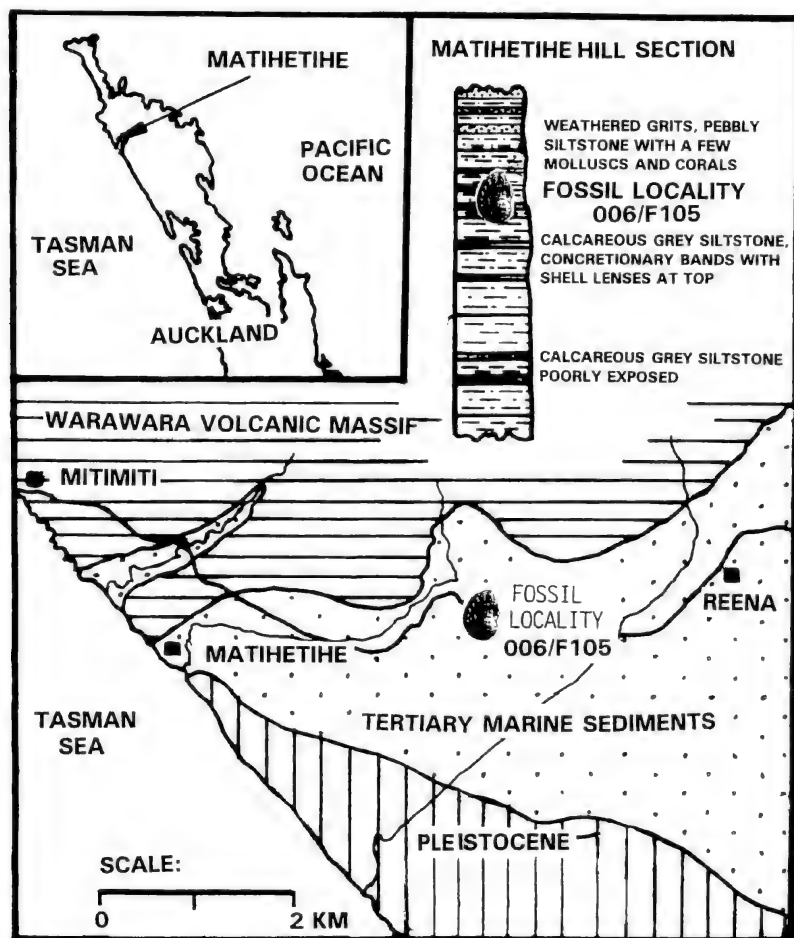 MATIHETIHE
PACIFIC
OCEAN
TASMAN
SEA
AUCKLAND
MATIHETIHE HILL SECTION
WEATHERED GRITS, PEBBLY
SILTSTONE WITH A FEW
MOLLUSCS AND CORALS
FOSSIL LOCALITY
006/F105
CALCAREOUS GREY SILTSTONE,
CONCRETIONARY BANDS WITH
SHELL LENSES AT TOP
CALCAREOUS GREY SILTSTONE
POORLY EXPOSED
WARAWARA VOLCANIC MASSIF
MITIMITI
FOSSIL
LOCALITY
006/F105
REENA
MATIHETIHE
TASMAN
SEA
TERTIARY MARINE SEDIMENTS
PLEISTOCENE
SCALE:
0 2 KM